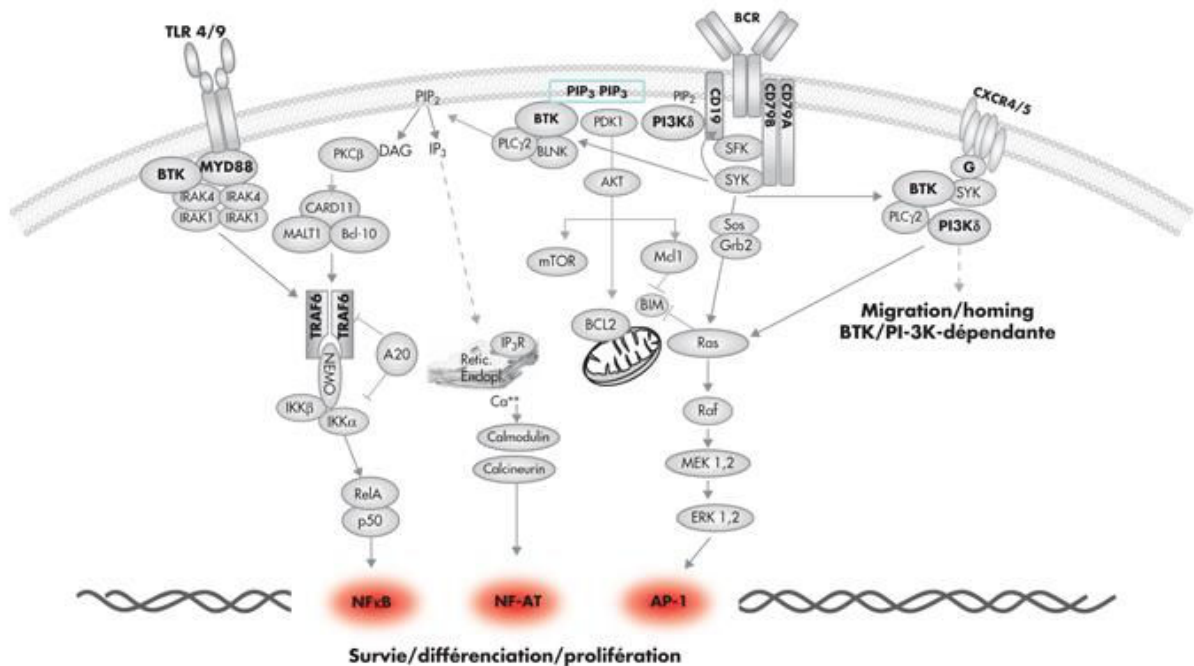 TLR 4/9
BCR
CXCR4/5
PIP₂
PIP₃ PIP₃
PIP₂
CD19
CD79B
CD79A
BTK
MYD88
IRAK4
IRAK4
IRAK1
IRAK1
PKCβ
DAG
IP₃
PLCγ2
BTK
BLNK
PDK1
PI3Kδ
SFK
SYK
G
BTK
SYK
PLCγ2
PI3Kδ
CARD11
MALT1
Bcl-10
AKT
mTOR
Mcl1
Sos
Grb2
BIM
Migration/homing
BTK/PI-3K-dépendante
TRAF6
TRAF6
A20
NEMO
IKKβ
IKKα
IP₃R
Retic.
Endopl.
Ca⁺⁺
BCL2
Ras
Calmodulin
Calcineurin
Raf
MEK 1,2
ERK 1,2
RelA
p50
NFκB
NF-AT
AP-1
Survie/différenciation/prolifération